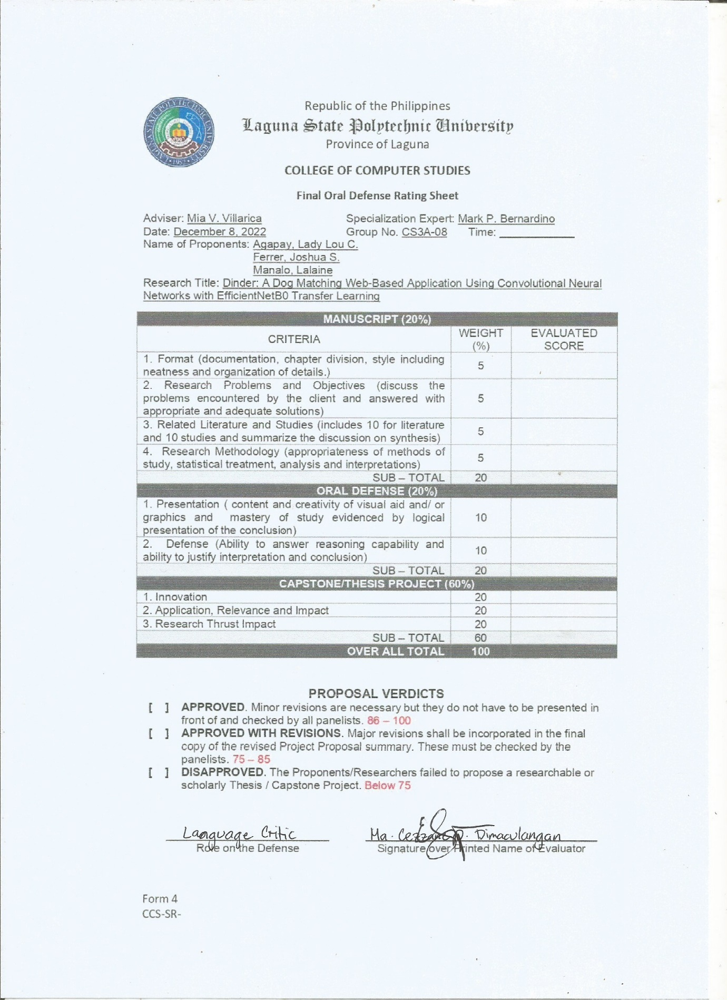 LAGUNA STATE POLYTECHNIC UNIVERSITY
1952
Republic of the Philippines
Laguna State Polytechnic University
Province of Laguna
COLLEGE OF COMPUTER STUDIES
Final Oral Defense Rating Sheet
Adviser: Mia V. Villarica Specialization Expert: Mark P. Bernardino
Date: December 8, 2022 Group No. CS3A-08 Time: ____________
Name of Proponents: Agapay, Lady Lou C.
Ferrer, Joshua S.
Manalo, Lalaine
Research Title: Dinder: A Dog Matching Web-Based Application Using Convolutional Neural
Networks with EfficientNetB0 Transfer Learning
MANUSCRIPT (20%)
CRITERIA WEIGHT (%) EVALUATED SCORE
1. Format (documentation, chapter division, style including
neatness and organization of details.) 5
2. Research Problems and Objectives (discuss the
problems encountered by the client and answered with 5
appropriate and adequate solutions)
3. Related Literature and Studies (includes 10 for literature
and 10 studies and summarize the discussion on synthesis) 5
4. Research Methodology (appropriateness of methods of
study, statistical treatment, analysis and interpretations) 5
SUB – TOTAL 20
ORAL DEFENSE (20%)
1. Presentation ( content and creativity of visual aid and/ or
graphics and mastery of study evidenced by logical 10
presentation of the conclusion)
2. Defense (Ability to answer reasoning capability and
ability to justify interpretation and conclusion) 10
SUB – TOTAL 20
CAPSTONE/THESIS PROJECT (60%)
1. Innovation 20
2. Application, Relevance and Impact 20
3. Research Thrust Impact 20
SUB – TOTAL 60
OVER ALL TOTAL 100
PROPOSAL VERDICTS
[ ] APPROVED. Minor revisions are necessary but they do not have to be presented in
front of and checked by all panelists. 86 – 100
[ ] APPROVED WITH REVISIONS. Major revisions shall be incorporated in the final
copy of the revised Project Proposal summary. These must be checked by the
panelists. 75 – 85
[ ] DISAPPROVED. The Proponents/Researchers failed to propose a researchable or
scholarly Thesis / Capstone Project. Below 75
Language Critic Ma. P. Dimaculangan
Role on the Defense Signature over Printed Name of Evaluator
Form 4
CCS-SR-